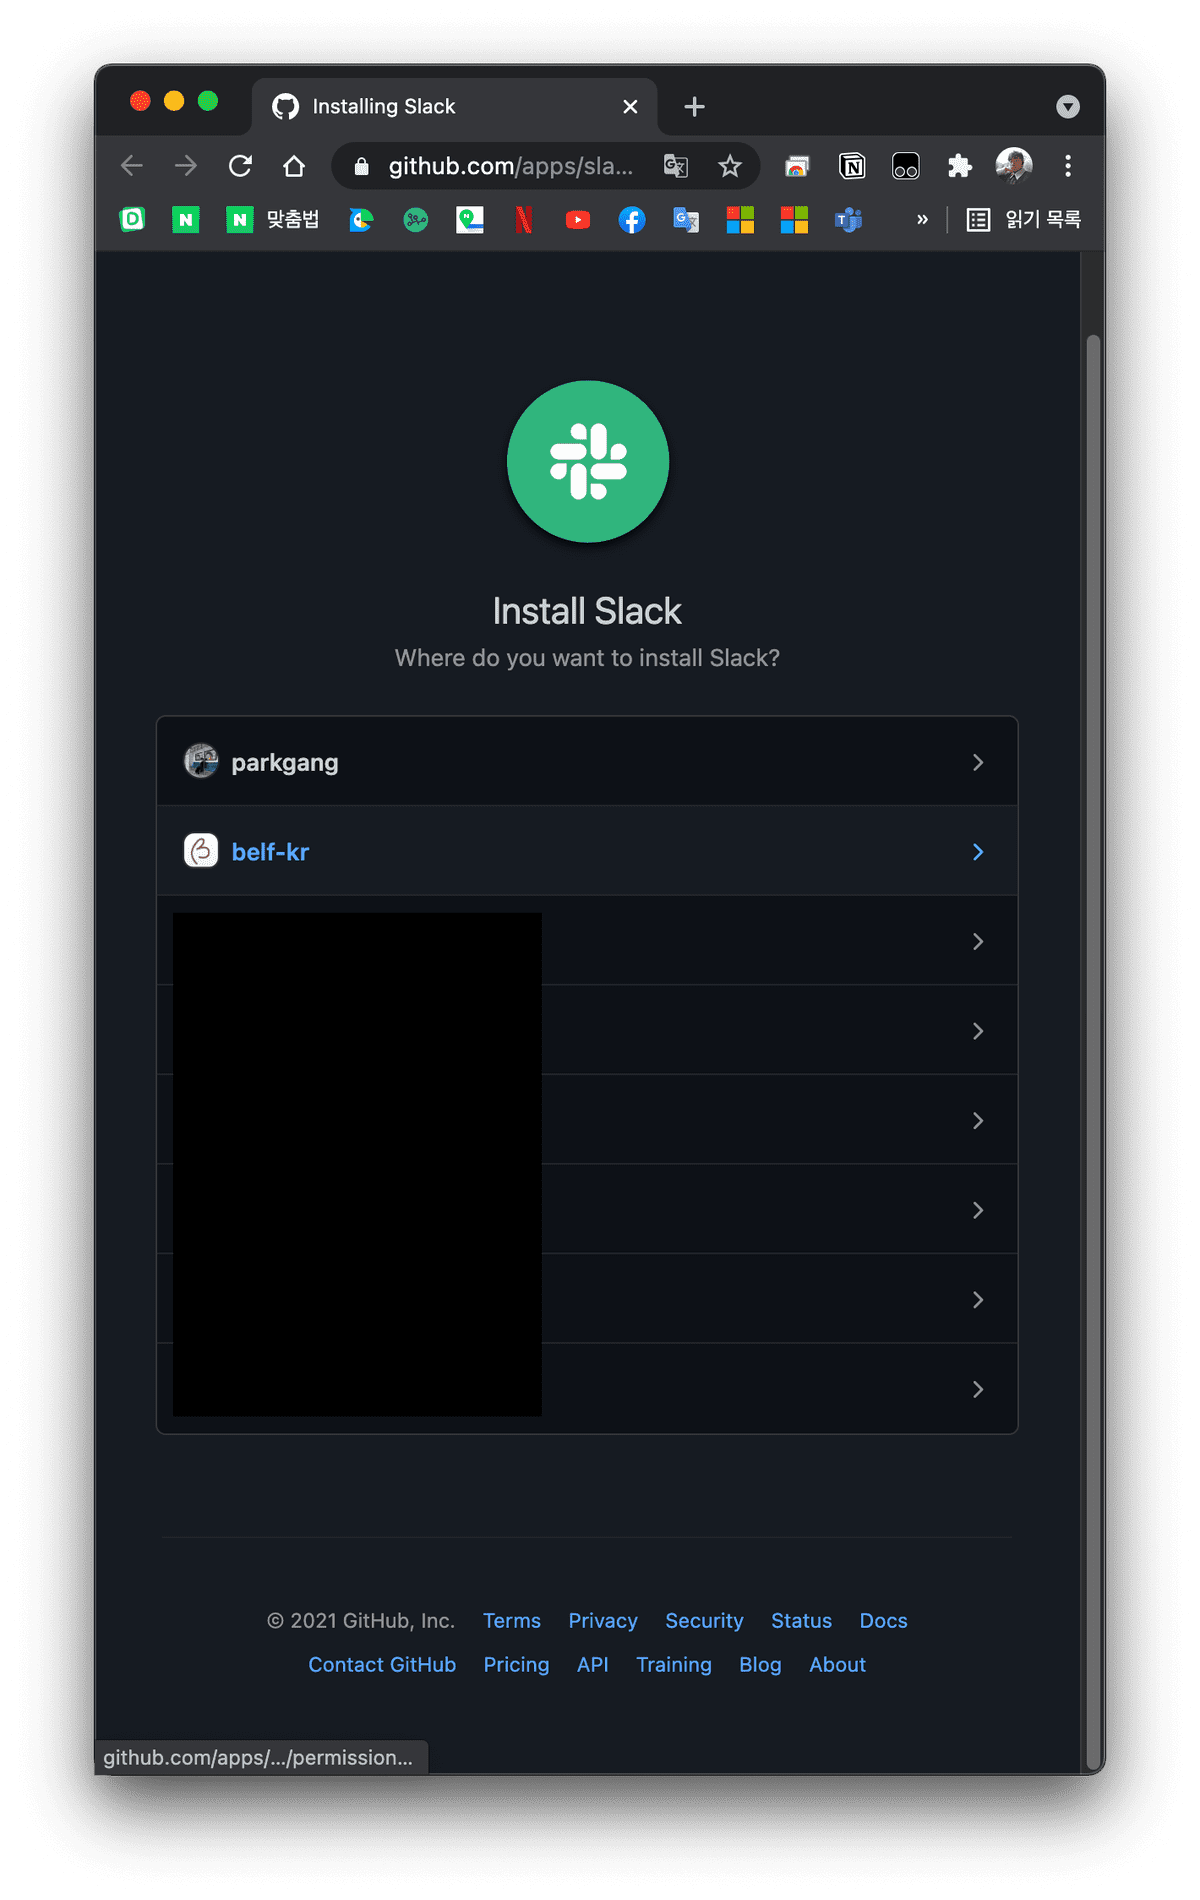 Installing Slack
github.com/apps/sla...
맞춤법
읽기 목록
Install Slack
Where do you want to install Slack?
parkgang
belf-kr
© 2021 GitHub, Inc. Terms Privacy Security Status Docs
Contact GitHub Pricing API Training Blog About
github.com/apps/.../permission...